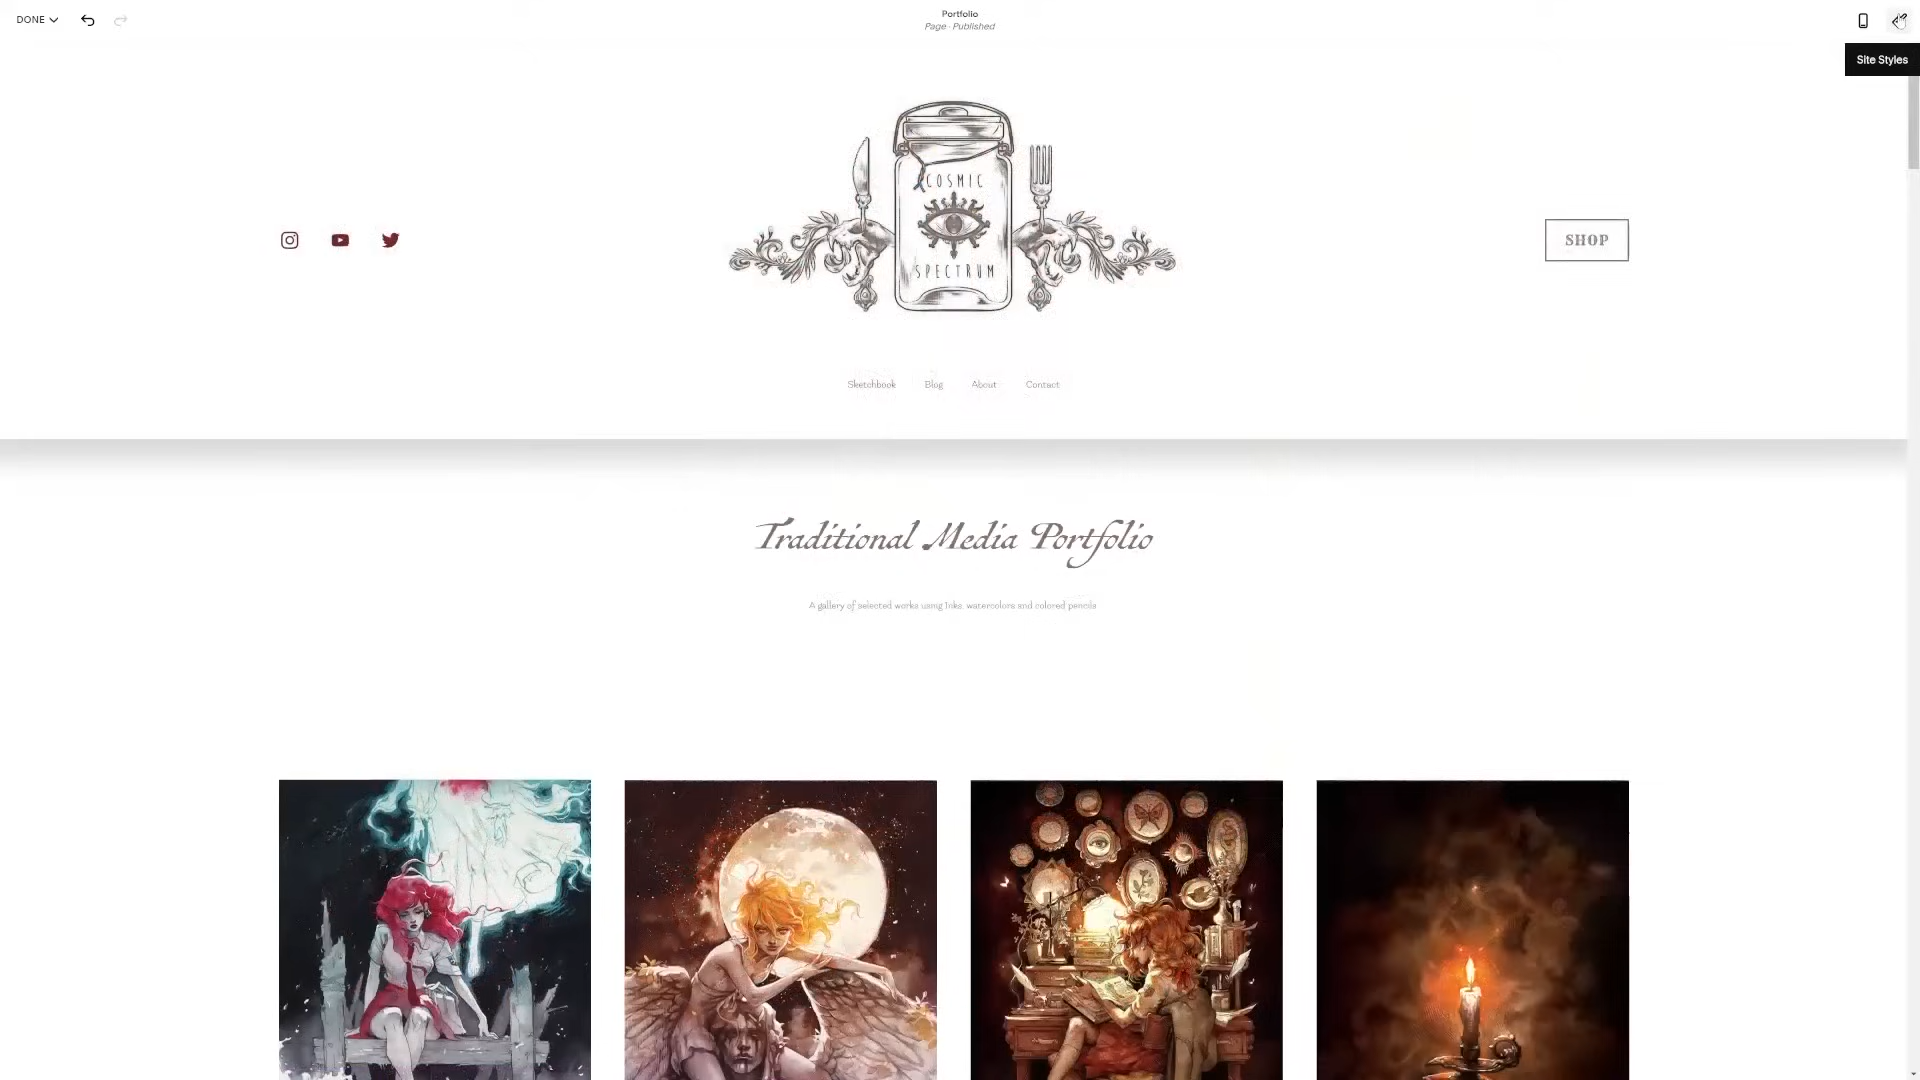 DONE
Portfolio
Page · Published
Site Styles
COSMIC
SPECTRUM
SHOP
Sketchbook Blog About Contact
Traditional Media Portfolio
A gallery of selected works using Inks, watercolors and colored pencils